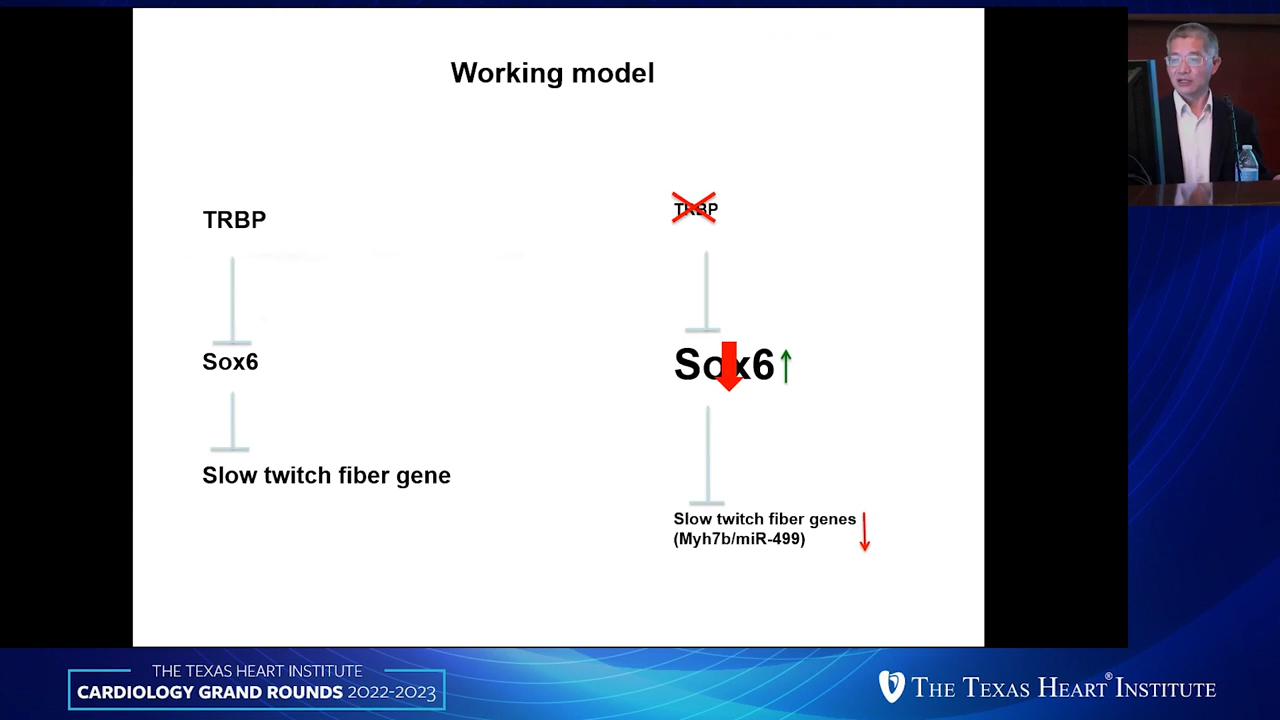 Working model
TRBP
Sox6
Slow twitch fiber gene
TRBP
Sox6
Slow twitch fiber genes
(Myh7b/miR-499)
THE TEXAS HEART INSTITUTE
CARDIOLOGY GRAND ROUNDS 2022-2023
THE TEXAS HEART® INSTITUTE